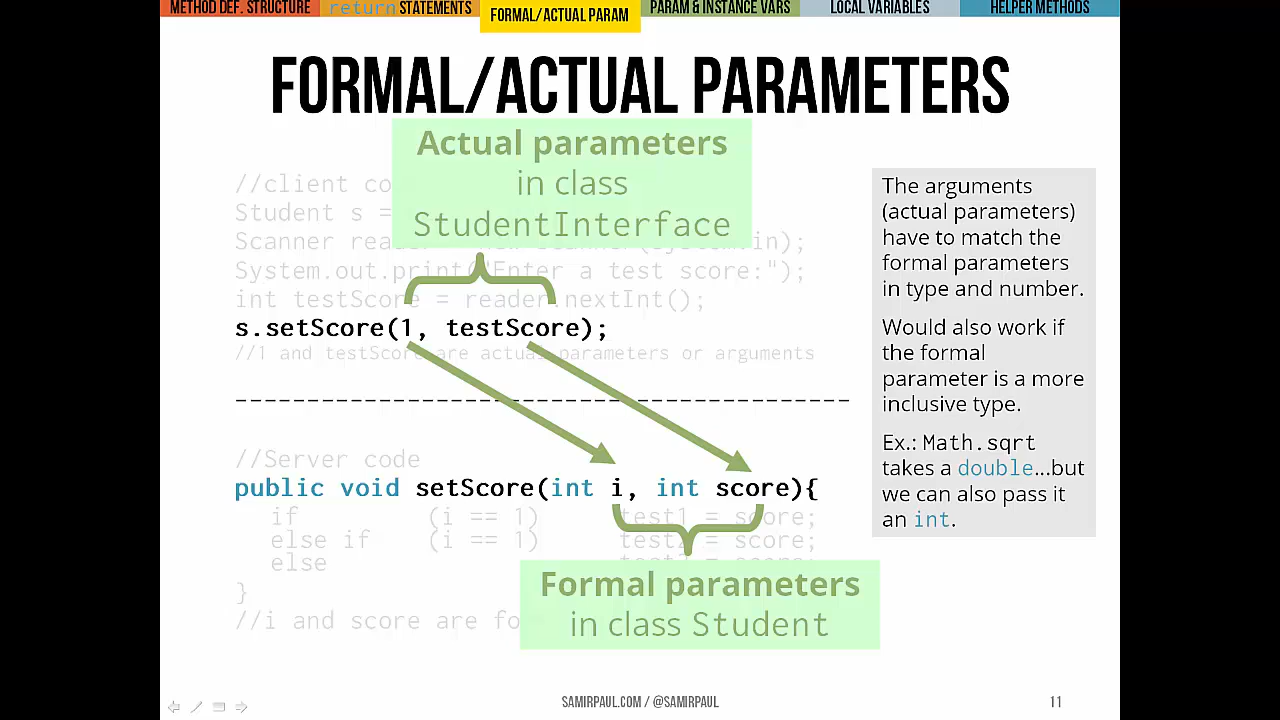 METHOD DEF. STRUCTURE return STATEMENTS FORMAL/ACTUAL PARAM PARAM & INSTANCE VARS LOCAL VARIABLES HELPER METHODS
FORMAL/ACTUAL PARAMETERS
Actual parameters
in class
StudentInterface
//client co
Student s =
Scanner reader
System.in);
System.out.print("Enter a test score:");
int testScore = reader.nextInt();
s.setScore(1, testScore);
//1 and testScore are actual parameters or arguments
//Server code
public void setScore(int i, int score){
if (i == 1) test1 = score;
else if (i == 1) test2 = score;
else
}
//i and score are fo
Formal parameters
in class Student
The arguments
(actual parameters)
have to match the
formal parameters
in type and number.
Would also work if
the formal
parameter is a more
inclusive type.
Ex.: Math.sqrt
takes a double...but
we can also pass it
an int.
SAMIRPAUL.COM / @SAMIRPAUL
11